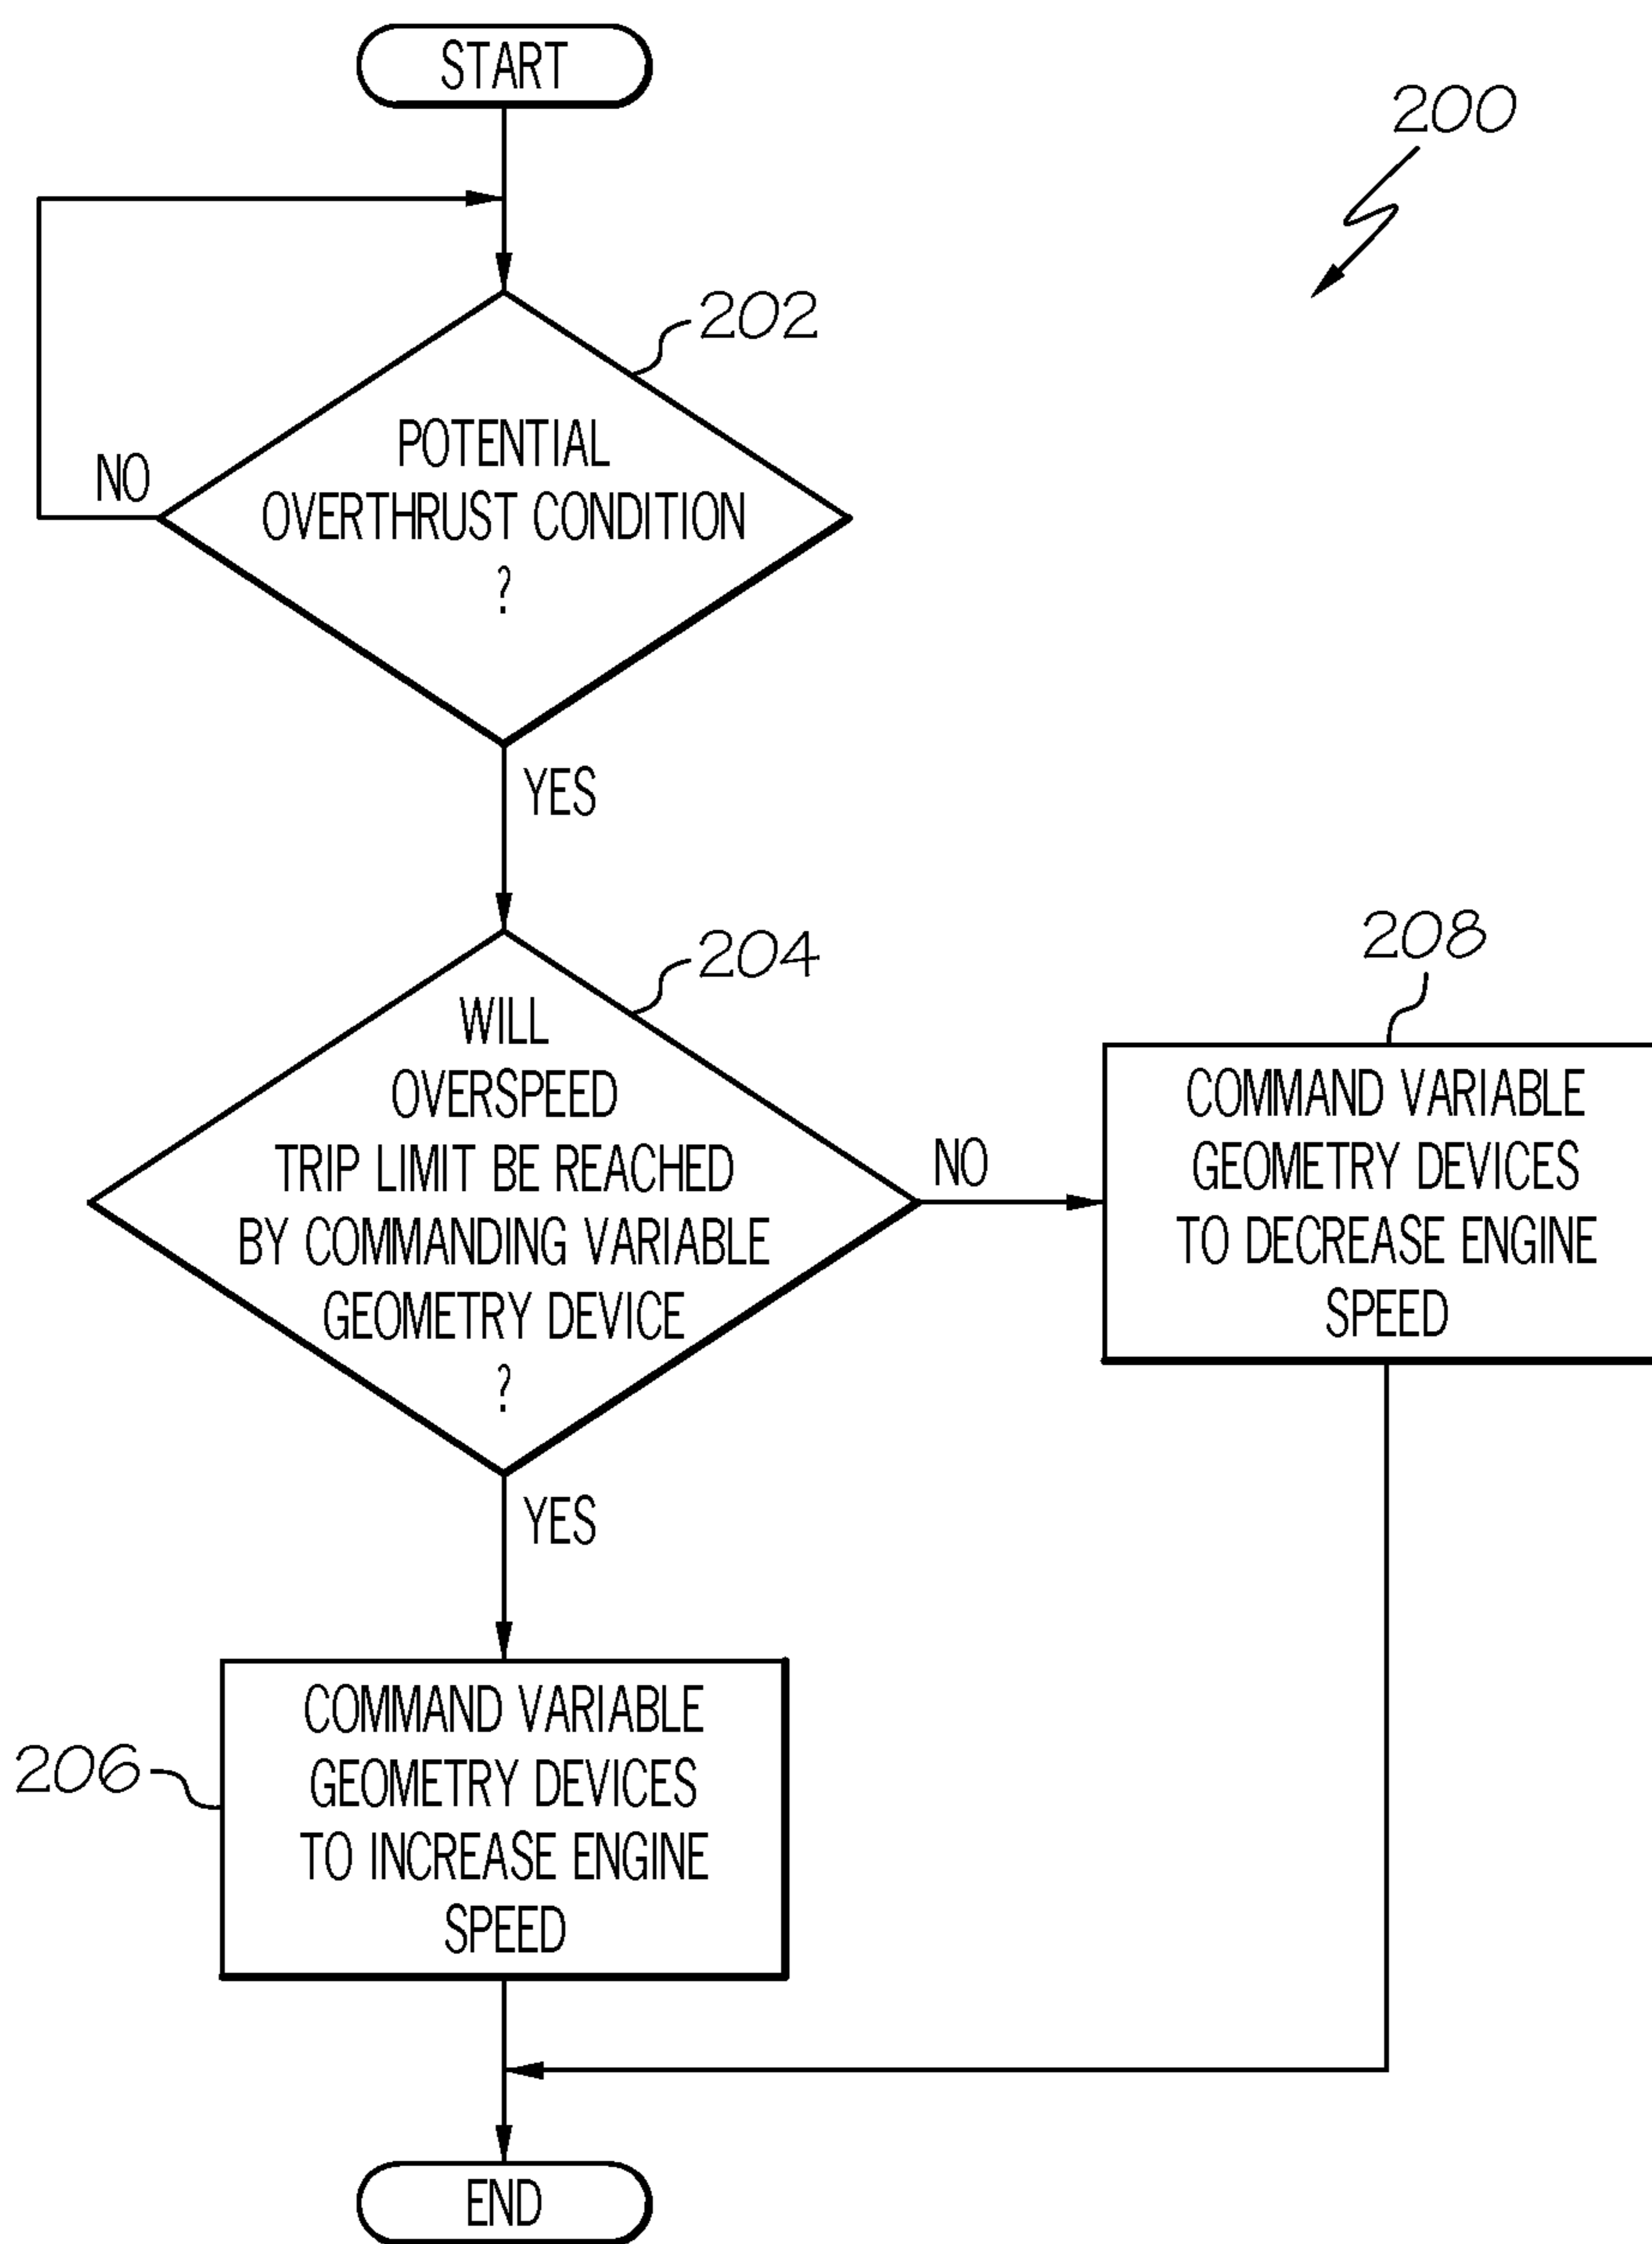 START
200
202
POTENTIAL
OVERTHRUST CONDITION
?
NO
YES
204
WILL
OVERSPEED
TRIP LIMIT BE REACHED
BY COMMANDING VARIABLE
GEOMETRY DEVICE
?
NO
208
COMMAND VARIABLE
GEOMETRY DEVICES
TO DECREASE ENGINE
SPEED
YES
206
COMMAND VARIABLE
GEOMETRY DEVICES
TO INCREASE ENGINE
SPEED
END